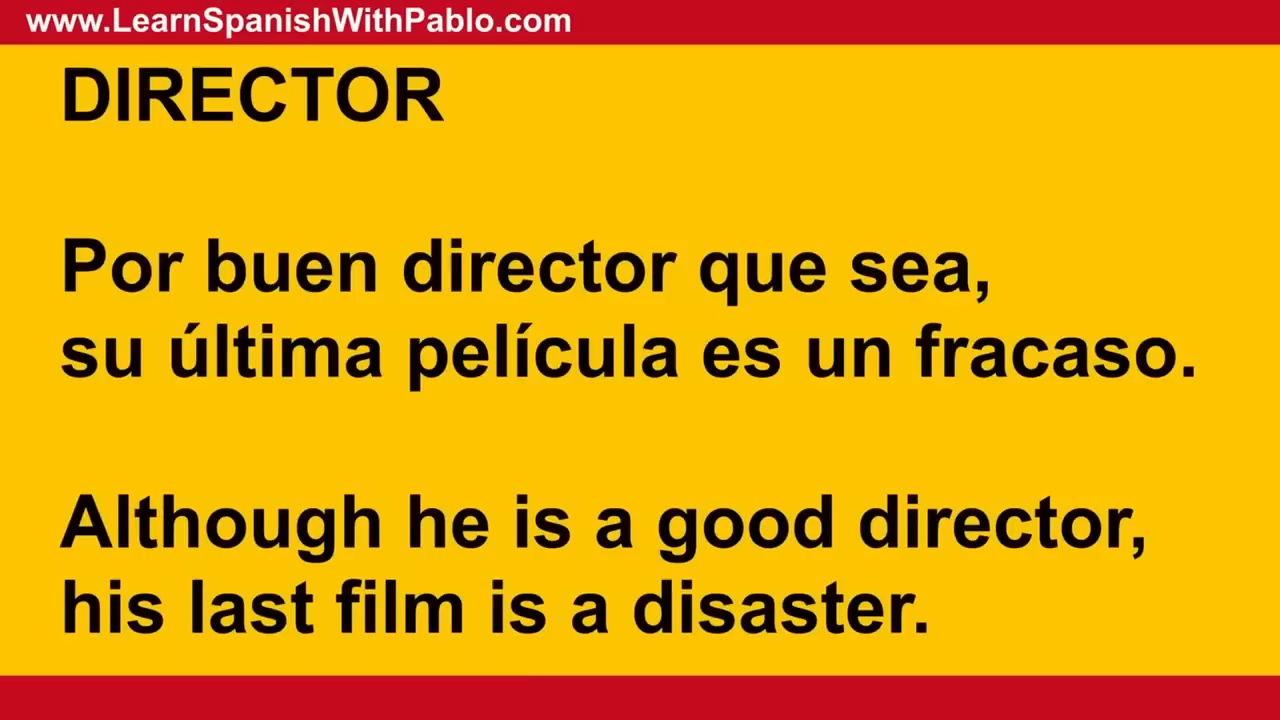 www.LearnSpanishWithPablo.com
DIRECTOR
Por buen director que sea,
su última película es un fracaso.
Although he is a good director,
his last film is a disaster.